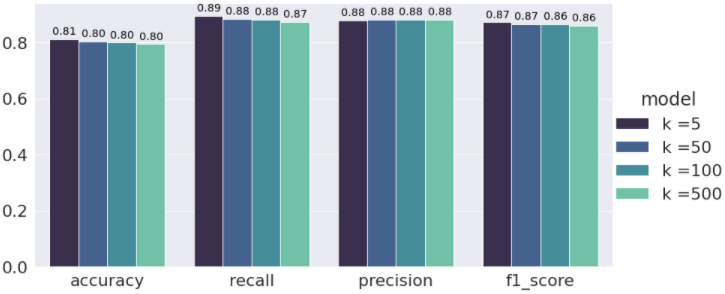 0.8
0.6
0.4
0.2
0.0
0.81 0.80 0.80 0.80
0.89 0.88 0.88 0.87
0.88 0.88 0.88 0.88
0.87 0.87 0.86 0.86
accuracy recall precision f1_score
model
k =5
k =50
k =100
k =500